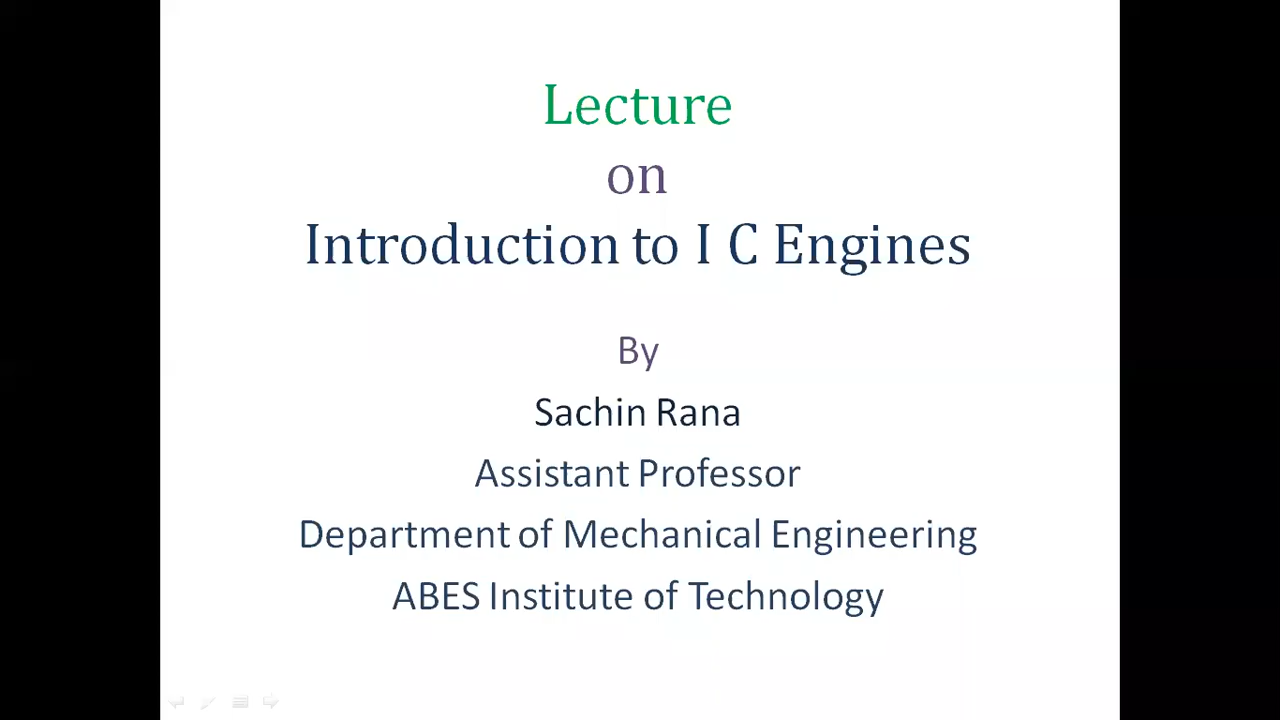 Lecture
on
Introduction to I C Engines
By
Sachin Rana
Assistant Professor
Department of Mechanical Engineering
ABES Institute of Technology